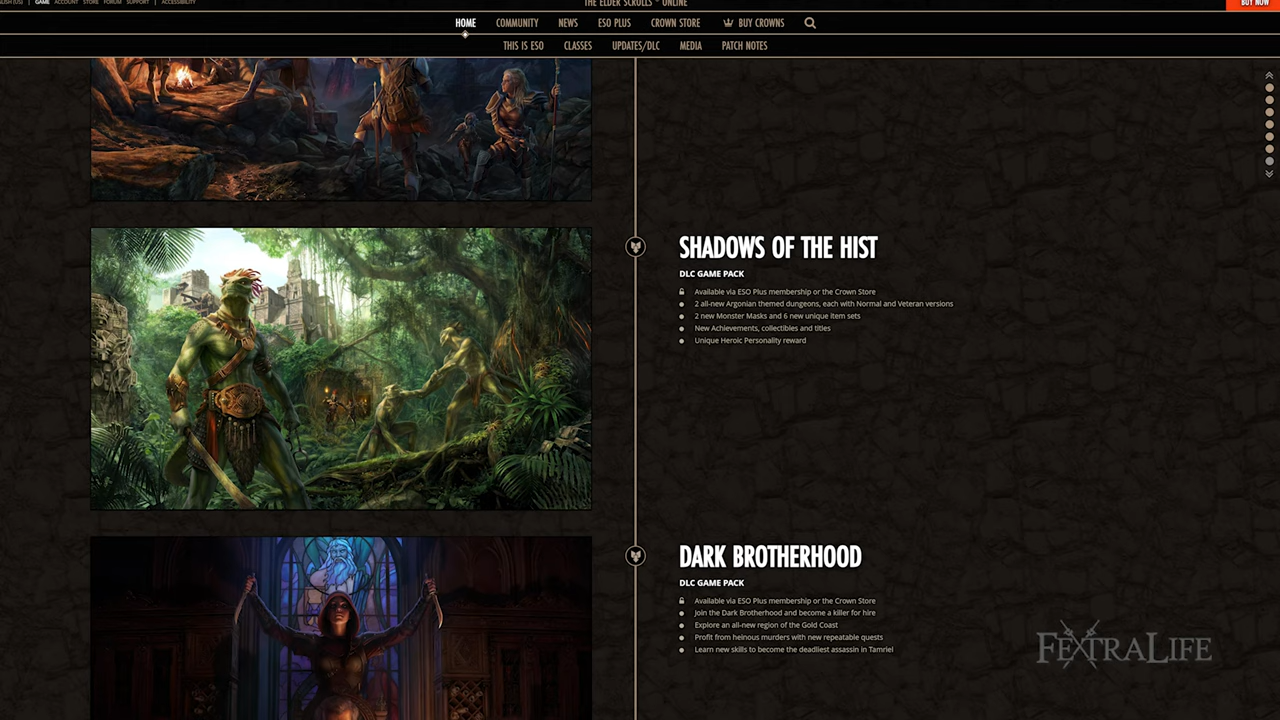 GAME ACCOUNT STORE FORUM SUPPORT | ACCESSIBILITY
THE ELDER SCROLLS ONLINE
BUY NOW
HOME COMMUNITY NEWS ESO PLUS CROWN STORE BUY CROWNS
THIS IS ESO CLASSES UPDATES/DLC MEDIA PATCH NOTES
SHADOWS OF THE HIST
DLC GAME PACK
Available via ESO Plus membership or the Crown Store
2 all-new Argonian themed dungeons, each with Normal and Veteran versions
2 new Monster Masks and 6 new unique item sets
New Achievements, collectibles and titles
Unique Heroic Personality reward
DARK BROTHERHOOD
DLC GAME PACK
Available via ESO Plus membership or the Crown Store
Join the Dark Brotherhood and become a killer for hire
Explore an all-new region of the Gold Coast
Profit from heinous murders with new repeatable quests
Learn new skills to become the deadliest assassin in Tamriel
FEXTRALIFE